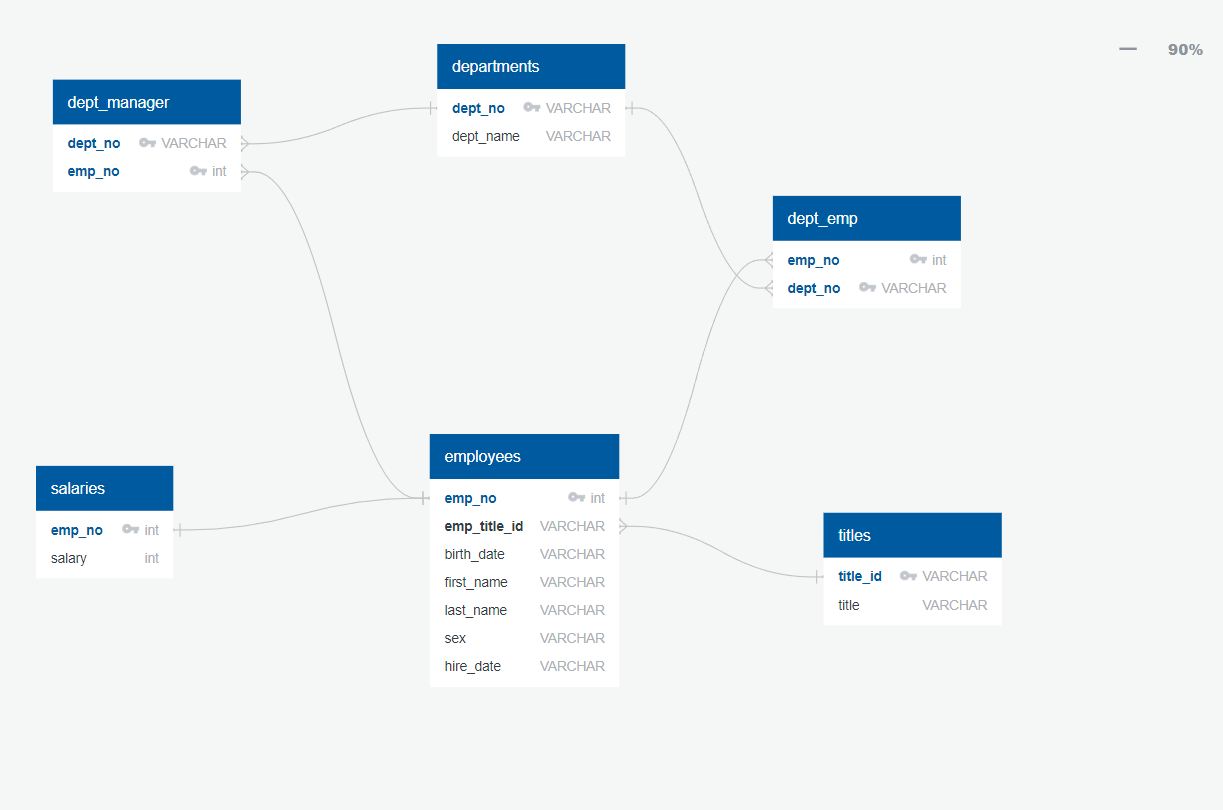 90%
departments
dept_no VARCHAR
dept_name VARCHAR
dept_manager
dept_no VARCHAR
emp_no int
dept_emp
emp_no int
dept_no VARCHAR
employees
emp_no int
emp_title_id VARCHAR
birth_date VARCHAR
first_name VARCHAR
last_name VARCHAR
sex VARCHAR
hire_date VARCHAR
salaries
emp_no int
salary int
titles
title_id VARCHAR
title VARCHAR